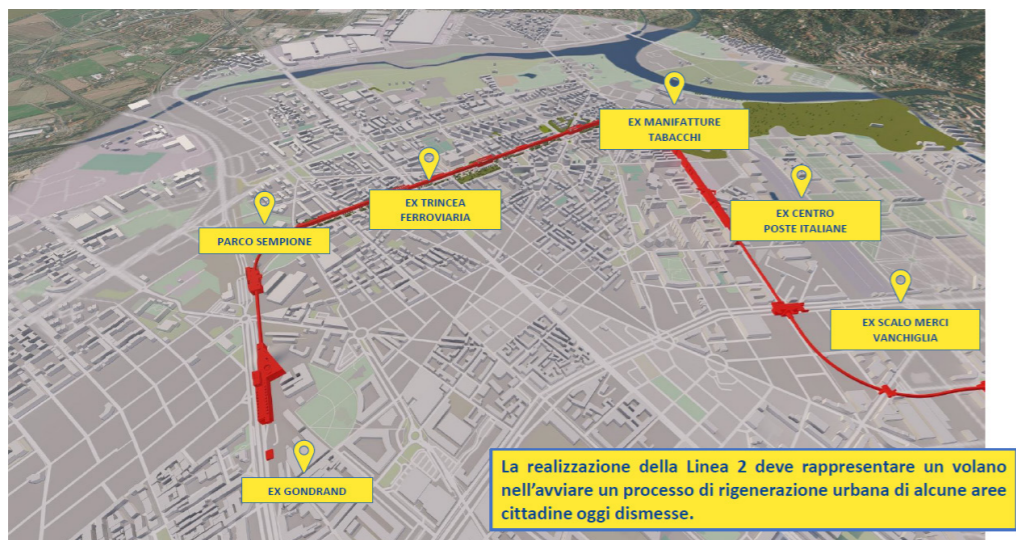 EX MANIFATTURE
TABACCHI
EX TRINCEA
FERROVIARIA
EX CENTRO
POSTE ITALIANE
PARCO SEMPIONE
EX SCALO MERCI
VANCHIGLIA
EX GONDRAND
La realizzazione della Linea 2 deve rappresentare un volano
nell'avviare un processo di rigenerazione urbana di alcune aree
cittadine oggi dismesse.